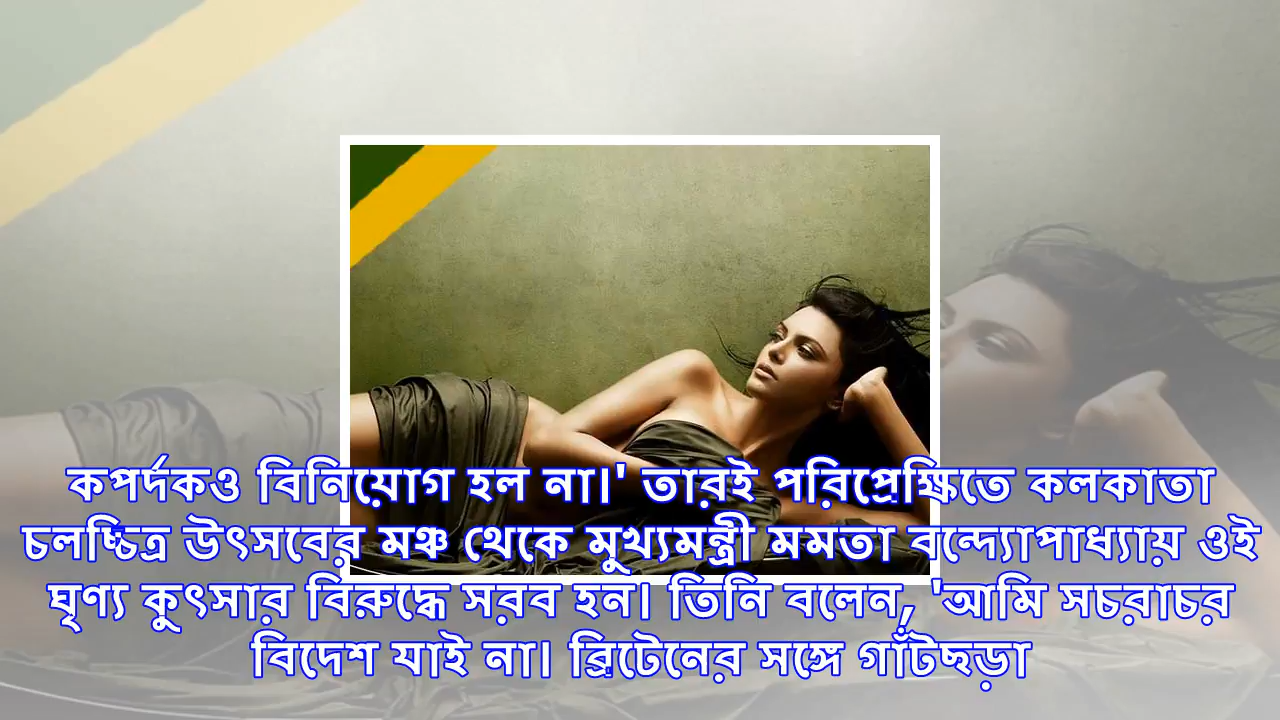 কপর্দকও বিনিয়োগ হল না।' তারই পরিপ্রেক্ষিতে কলকাতা
চলচ্চিত্র উৎসবের মঞ্চ থেকে মুখ্যমন্ত্রী মমতা বন্দ্যোপাধ্যায় ওই
ঘৃণ্য কুৎসার বিরুদ্ধে সরব হন। তিনি বলেন, 'আমি সচরাচর
বিদেশ যাই না। ব্রিটেনের সঙ্গে গাঁটছড়া